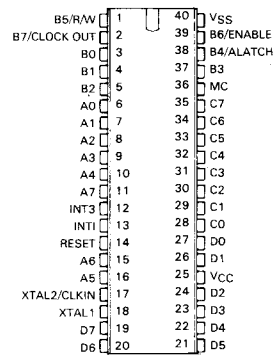 B5/R/W 1 40 VSS
B7/CLOCK OUT 2 39 B6/ENABLE
B0 3 38 B4/ALATCH
B1 4 37 B3
B2 5 36 MC
A0 6 35 C7
A1 7 34 C6
A2 8 33 C5
A3 9 32 C4
A4 10 31 C3
A7 11 30 C2
INT3 12 29 C1
INTI 13 28 C0
RESET 14 27 D0
A6 15 26 D1
A5 16 25 VCC
XTAL2/CLKIN 17 24 D2
XTAL1 18 23 D3
D7 19 22 D4
D6 20 21 D5